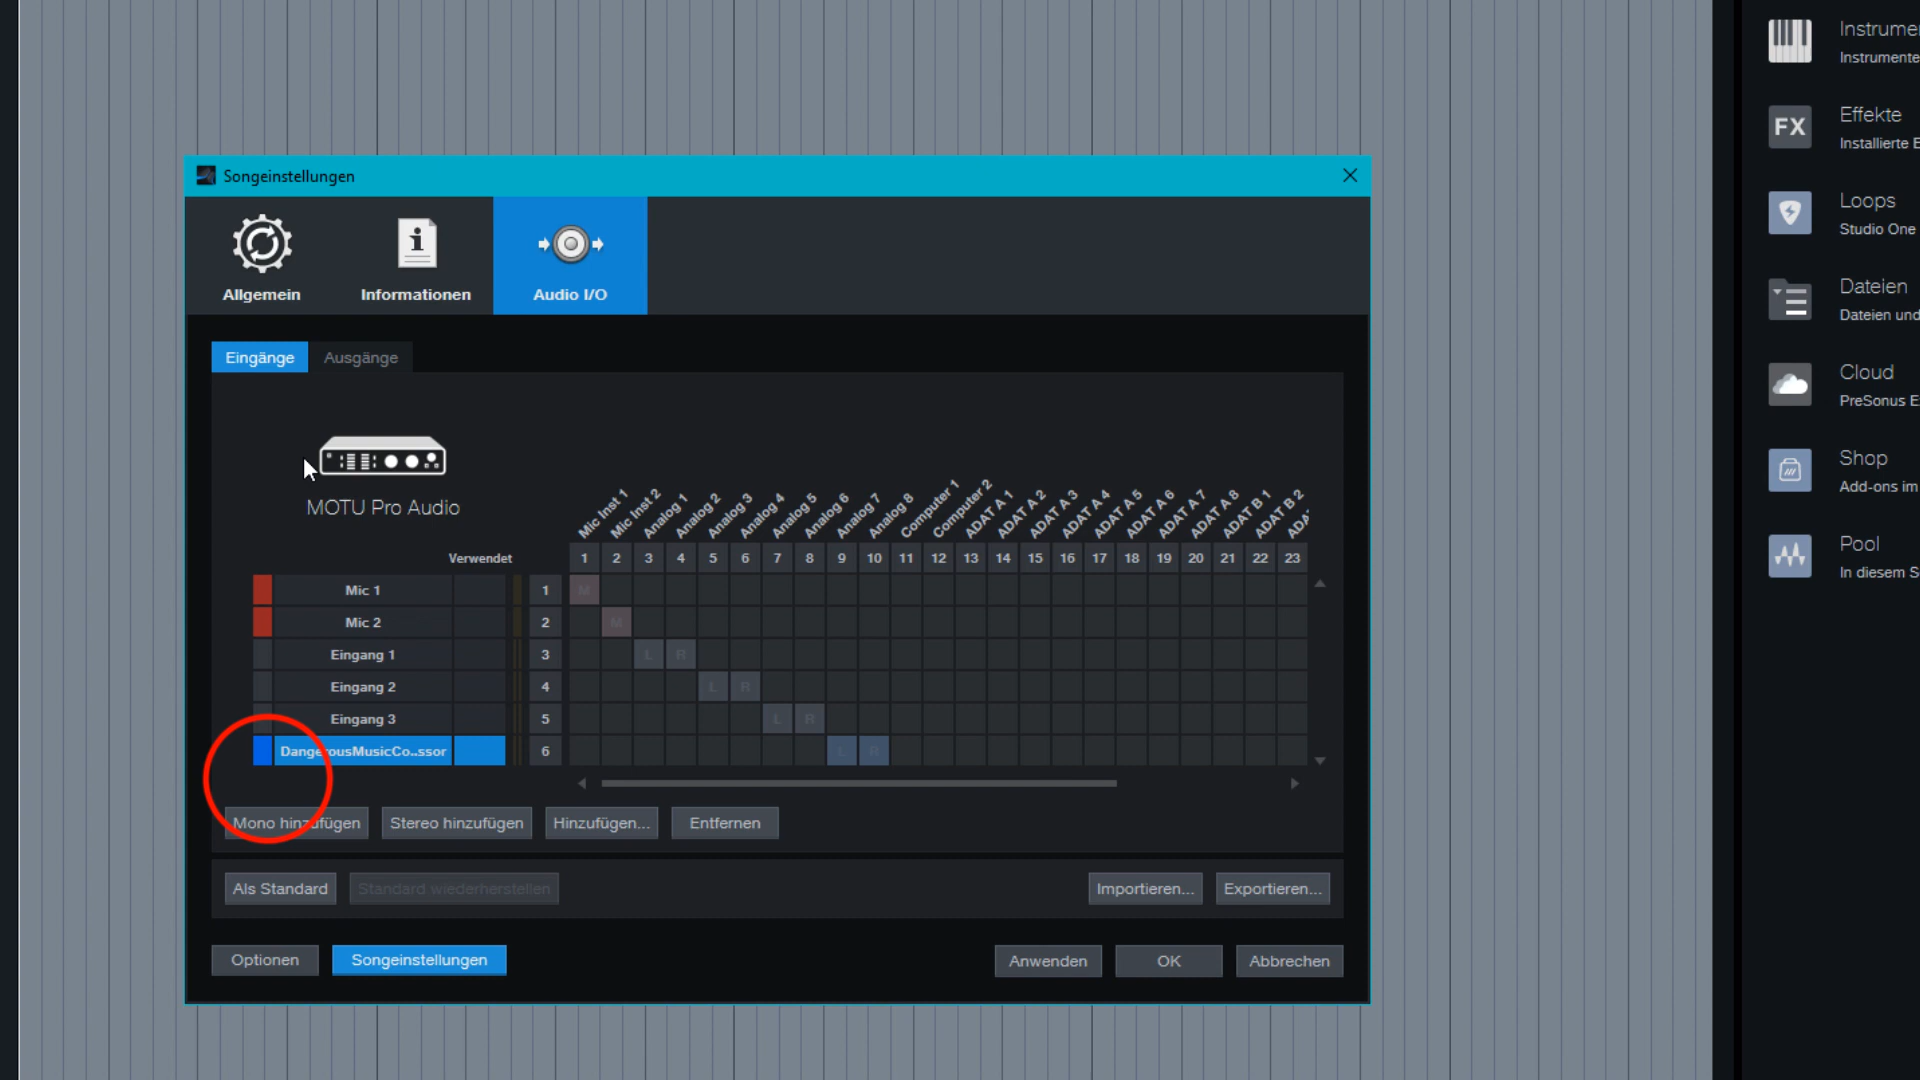 Songeinstellungen
Allgemein
Informationen
Audio I/O
Eingänge
Ausgänge
MOTU Pro Audio
Mic Inst 1
Mic Inst 2
Analog 1
Analog 2
Analog 3
Analog 4
Analog 5
Analog 6
Analog 7
Analog 8
Computer 1
Computer 2
ADAT A 1
ADAT A 2
ADAT A 3
ADAT A 4
ADAT A 5
ADAT A 6
ADAT A 7
ADAT A 8
ADAT B 1
ADAT B 2
ADA
Verwendet 1 2 3 4 5 6 7 8 9 10 11 12 13 14 15 16 17 18 19 20 21 22 23
Mic 1 1 M
Mic 2 2 M
Eingang 1 3 L R
Eingang 2 4 L R
Eingang 3 5 L R
DangerousMusicCo..ssor 6 L R
Mono hinzufügen Stereo hinzufügen Hinzufügen... Entfernen
Als Standard Standard wiederherstellen Importieren... Exportieren...
Optionen Songeinstellungen Anwenden OK Abbrechen
Instrumen
Instrumente
FX
Effekte
Installierte E
Loops
Studio One
Dateien
Dateien und
Cloud
PreSonus E
Shop
Add-ons im
Pool
In diesem S